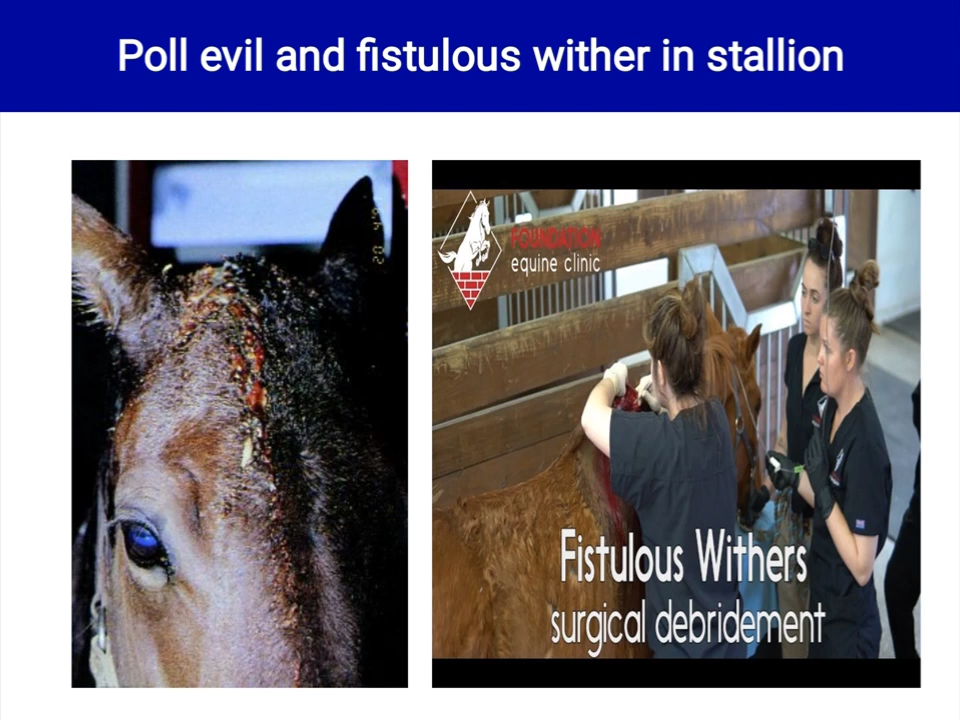 Poll evil and fistulous wither in stallion
FOUNDATION
equine clinic
Fistulous Withers
surgical debridement